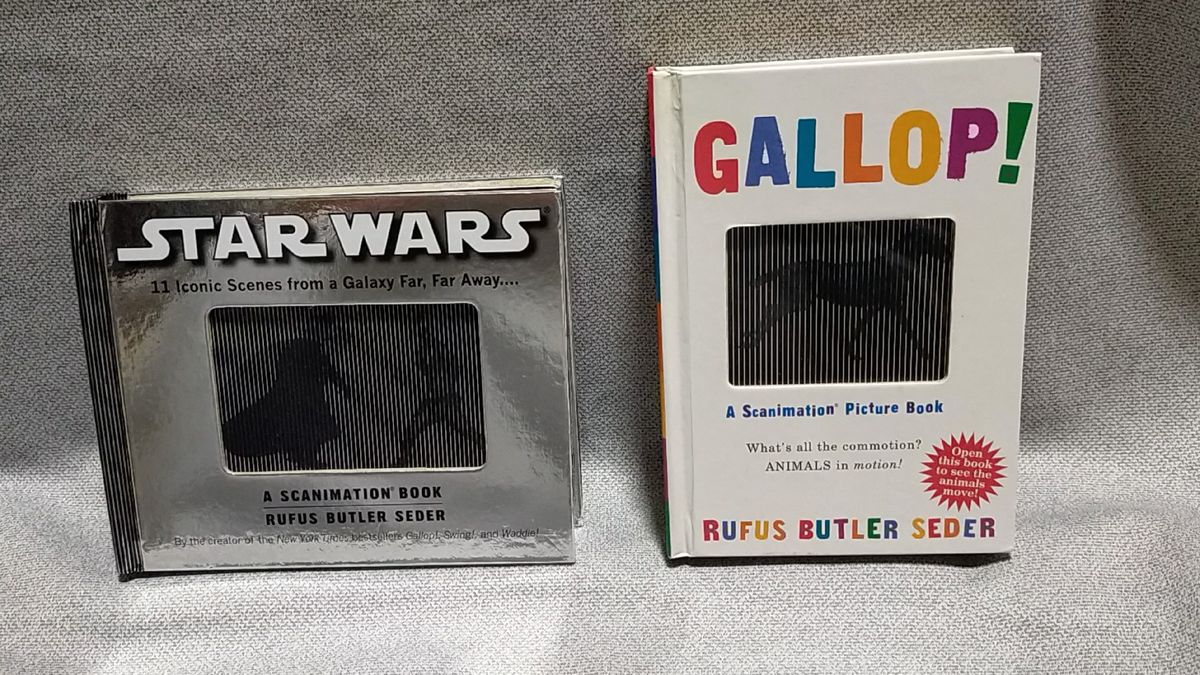 STAR WARS®
11 Iconic Scenes from a Galaxy Far, Far Away....
A SCANIMATION® BOOK
RUFUS BUTLER SEDER
By the creator of the New York Times bestsellers Gallop!, Swing!, and Waddle!
GALLOP!
A Scanimation® Picture Book
What's all the commotion?
ANIMALS in motion!
Open
this book
to see the
animals
move!
RUFUS BUTLER SEDER